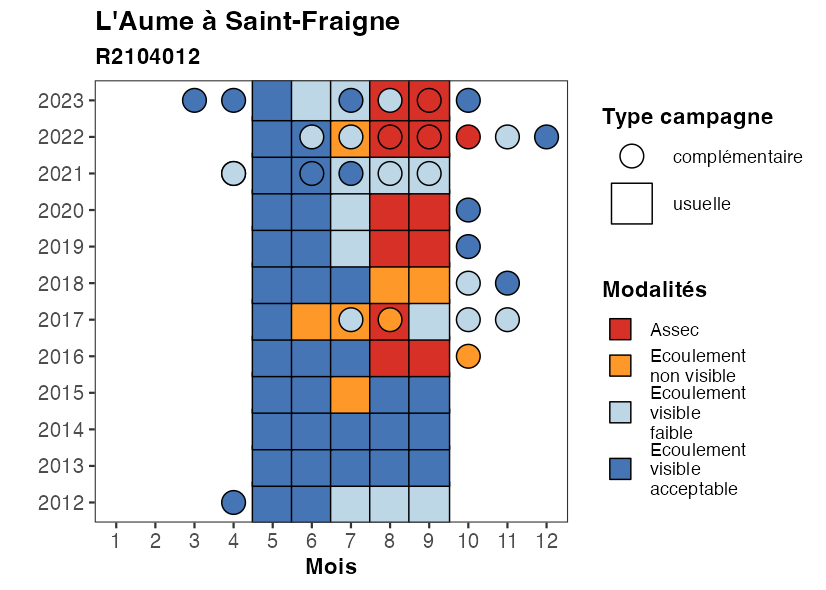 L'Aume à Saint-Fraigne
R2104012
2023
2022
2021
2020
2019
2018
2017
2016
2015
2014
2013
2012
1 2 3 4 5 6 7 8 9 10 11 12
Mois
Type campagne
complémentaire
usuelle
Modalités
Assec
Ecoulement
non visible
Ecoulement
visible
faible
Ecoulement
visible
acceptable